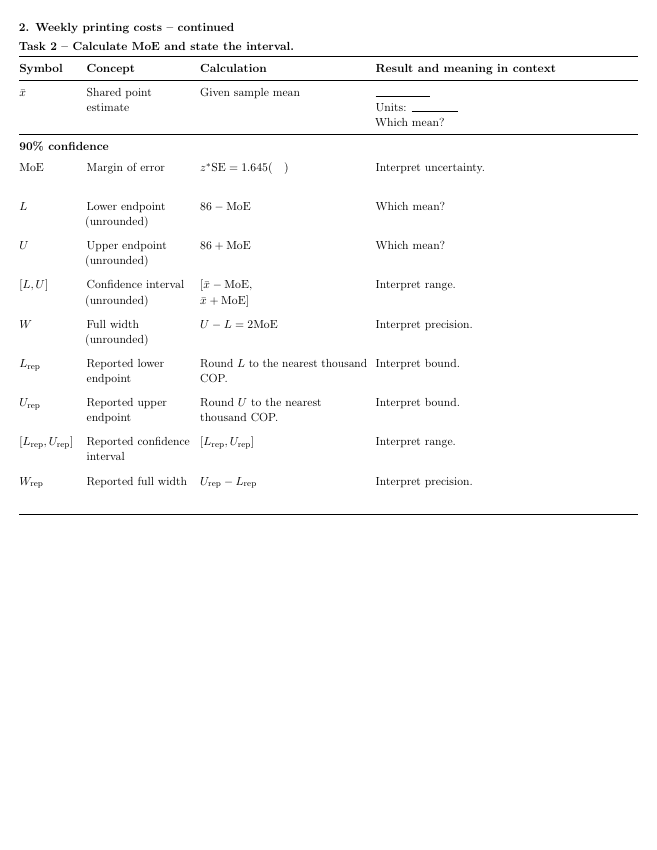 2. Weekly printing costs – continued
Task 2 – Calculate MoE and state the interval.
Symbol Concept Calculation Result and meaning in context
x̄ Shared point estimate Given sample mean
Units:
Which mean?
90% confidence
MoE Margin of error z*SE = 1.645( ) Interpret uncertainty.
L Lower endpoint 86 − MoE Which mean?
(unrounded)
U Upper endpoint 86 + MoE Which mean?
(unrounded)
[L, U] Confidence interval [x̄ − MoE, Interpret range.
(unrounded) x̄ + MoE]
W Full width U − L = 2MoE Interpret precision.
(unrounded)
L_rep Reported lower Round L to the nearest thousand Interpret bound.
endpoint COP.
U_rep Reported upper Round U to the nearest Interpret bound.
endpoint thousand COP.
[L_rep, U_rep] Reported confidence [L_rep, U_rep] Interpret range.
interval
W_rep Reported full width U_rep − L_rep Interpret precision.